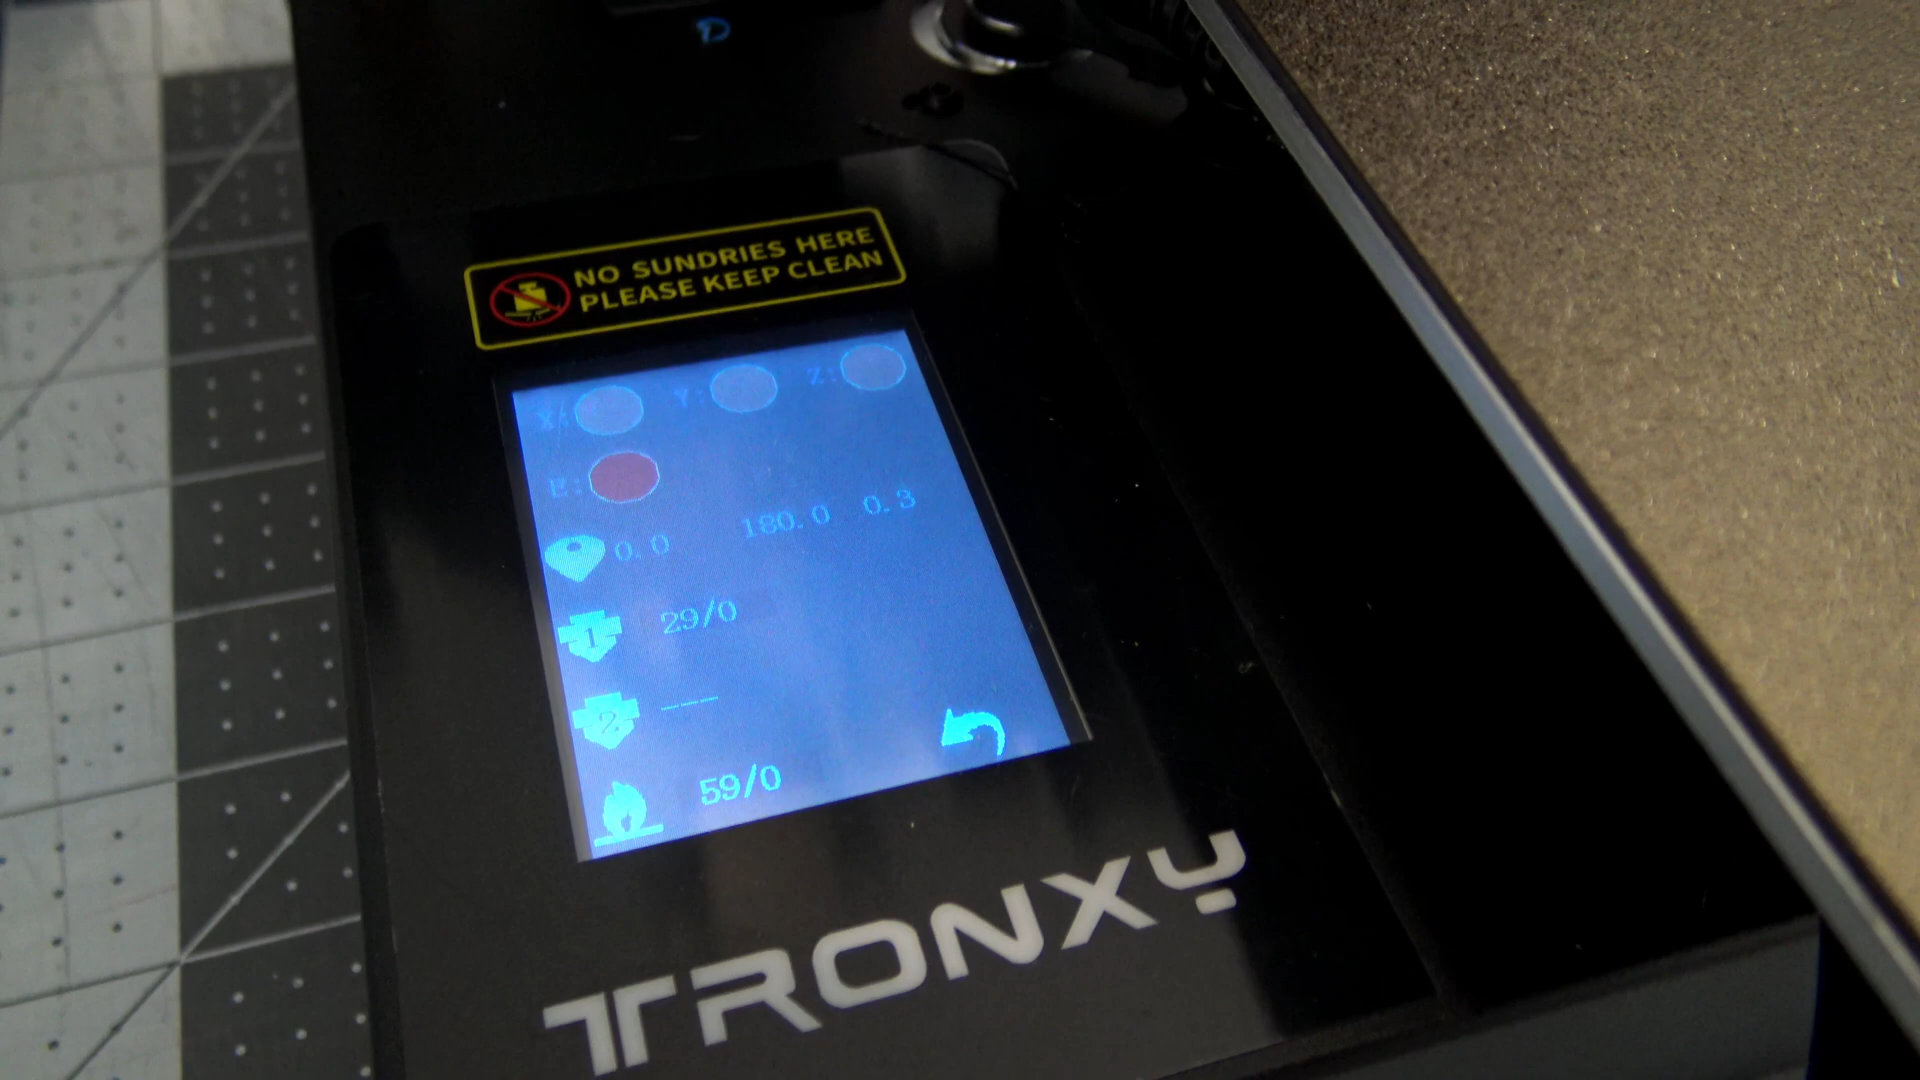 NO SUNDRIES HERE
PLEASE KEEP CLEAN
X: Y: Z:
E:
0.0 180.0 0.3
1 29/0
2 ---
59/0
TRONXY